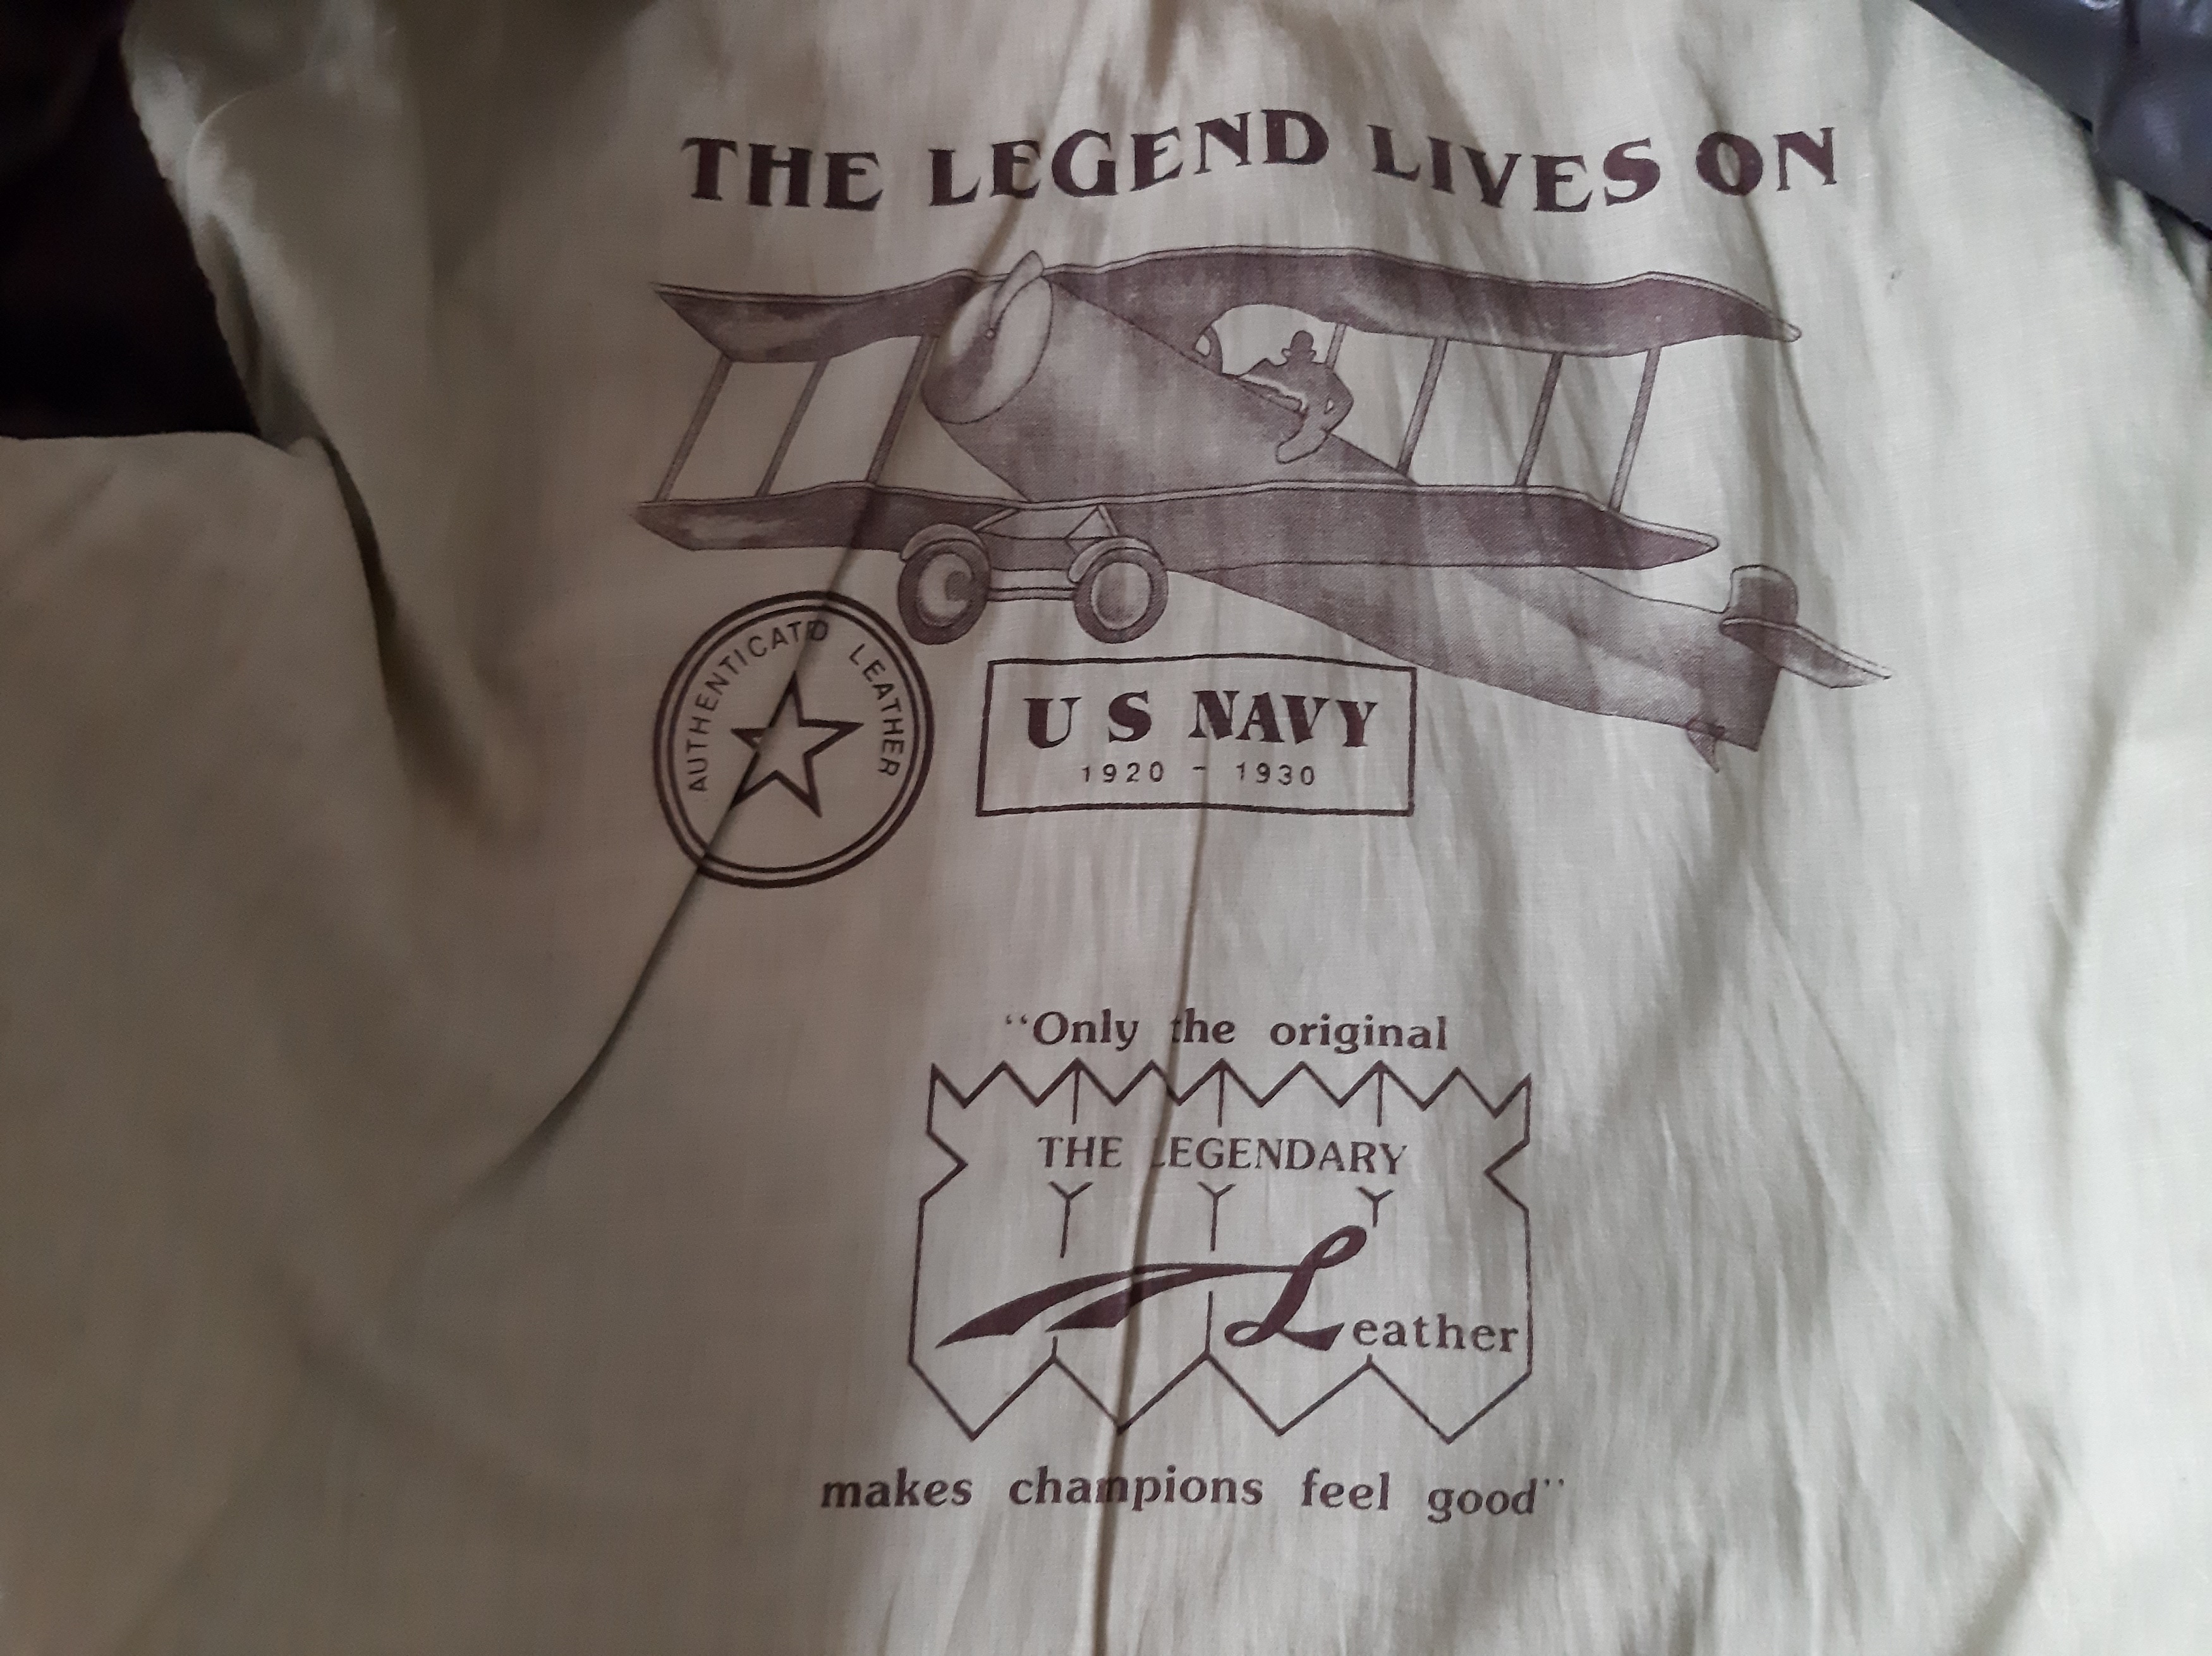 THE LEGEND LIVES ON
AUTHENTICATD LEATHER
U S NAVY
1920 - 1930
“Only the original
THE LEGENDARY
Leather
makes champions feel good”